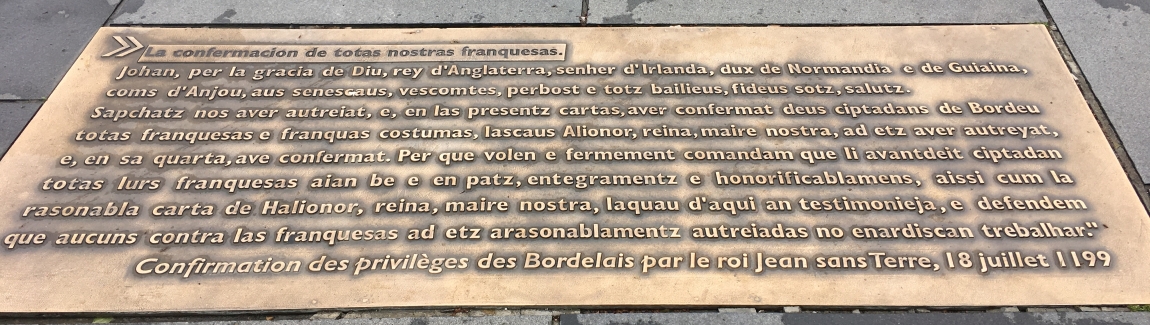 » La confermacion de totas nostras franquesas.
Johan, per la gracia de Diu, rey d'Anglaterra, senher d'Irlanda, dux de Normandia e de Guiaina,
coms d'Anjou, aus senescaus, vescomtes, perbost e totz bailieus, fideus sotz, salutz.
Sapchatz nos aver autreiat, e, en las presentz cartas, aver confermat deus ciptadans de Bordeu
totas franquesas e franquas costumas, lascaus Alionor, reina, maire nostra, ad etz aver autreyat,
e, en sa quarta, ave confermat. Per que volen e fermement comandam que li avantdeit ciptadan
totas lurs franquesas aian be e en patz, entegramentz e honorificablamens, aissi cum la
rasonabla carta de Halionor, reina, maire nostra, laquau d'aqui an testimonieja, e defendem
que aucuns contra las franquesas ad etz arasonablamentz autreiadas no enardiscan trebalhar."
Confirmation des privilèges des Bordelais par le roi Jean sans Terre, 18 juillet 1199